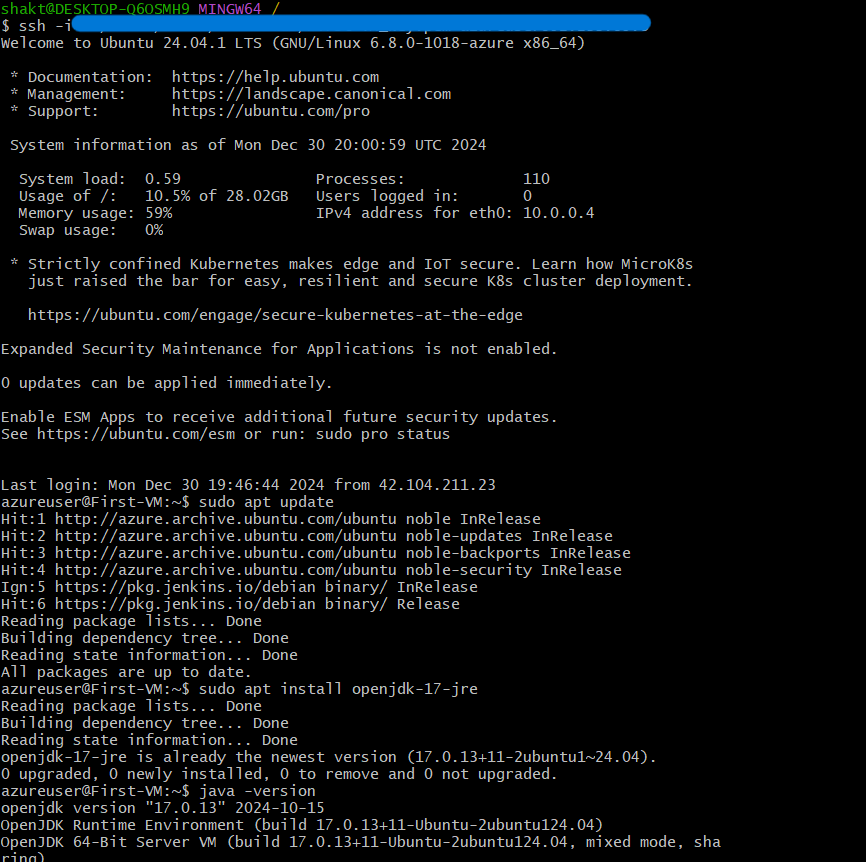 shakt@DESKTOP-Q6OSMH9 MINGW64 /
$ ssh -i
Welcome to Ubuntu 24.04.1 LTS (GNU/Linux 6.8.0-1018-azure x86_64)
* Documentation:  https://help.ubuntu.com
* Management:     https://landscape.canonical.com
* Support:        https://ubuntu.com/pro
System information as of Mon Dec 30 20:00:59 UTC 2024
System load:  0.59               Processes:             110
Usage of /:   10.5% of 28.02GB   Users logged in:       0
Memory usage: 59%                IPv4 address for eth0: 10.0.0.4
Swap usage:   0%
* Strictly confined Kubernetes makes edge and IoT secure. Learn how MicroK8s
just raised the bar for easy, resilient and secure K8s cluster deployment.
https://ubuntu.com/engage/secure-kubernetes-at-the-edge
Expanded Security Maintenance for Applications is not enabled.
0 updates can be applied immediately.
Enable ESM Apps to receive additional future security updates.
See https://ubuntu.com/esm or run: sudo pro status
Last login: Mon Dec 30 19:46:44 2024 from 42.104.211.23
azureuser@First-VM:~$ sudo apt update
Hit:1 http://azure.archive.ubuntu.com/ubuntu noble InRelease
Hit:2 http://azure.archive.ubuntu.com/ubuntu noble-updates InRelease
Hit:3 http://azure.archive.ubuntu.com/ubuntu noble-backports InRelease
Hit:4 http://azure.archive.ubuntu.com/ubuntu noble-security InRelease
Ign:5 https://pkg.jenkins.io/debian binary/ InRelease
Hit:6 https://pkg.jenkins.io/debian binary/ Release
Reading package lists... Done
Building dependency tree... Done
Reading state information... Done
All packages are up to date.
azureuser@First-VM:~$ sudo apt install openjdk-17-jre
Reading package lists... Done
Building dependency tree... Done
Reading state information... Done
openjdk-17-jre is already the newest version (17.0.13+11-2ubuntu1~24.04).
0 upgraded, 0 newly installed, 0 to remove and 0 not upgraded.
azureuser@First-VM:~$ java -version
openjdk version "17.0.13" 2024-10-15
OpenJDK Runtime Environment (build 17.0.13+11-Ubuntu-2ubuntu124.04)
OpenJDK 64-Bit Server VM (build 17.0.13+11-Ubuntu-2ubuntu124.04, mixed mode, sha
ring)